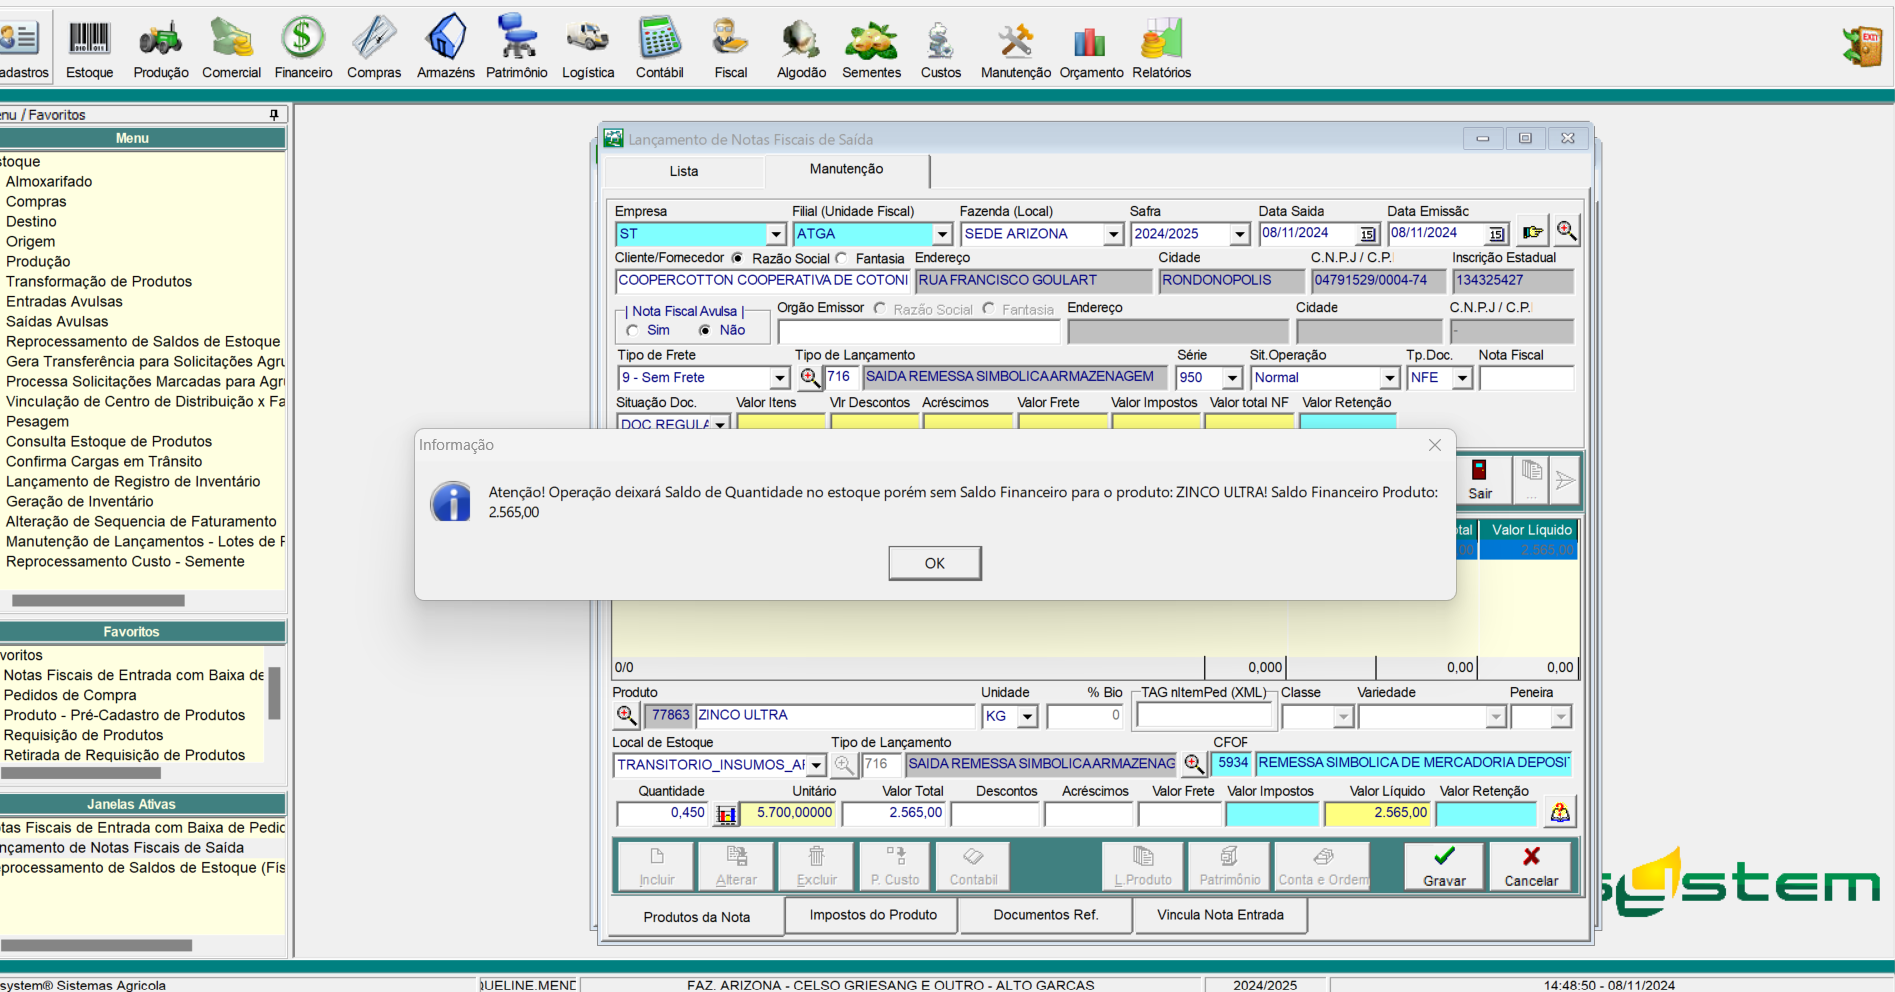 adastros Estoque Produção Comercial Financeiro Compras Armazéns Patrimônio Logística Contábil Fiscal Algodão Sementes Custos Manutenção Orçamento Relatórios
EXIT
enu / Favoritos
Menu
stoque
Almoxarifado
Compras
Destino
Origem
Produção
Transformação de Produtos
Entradas Avulsas
Saídas Avulsas
Reprocessamento de Saldos de Estoque
Gera Transferência para Solicitações Agru
Processa Solicitações Marcadas para Agru
Vinculação de Centro de Distribuição x Fa
Pesagem
Consulta Estoque de Produtos
Confirma Cargas em Trânsito
Lançamento de Registro de Inventário
Geração de Inventário
Alteração de Sequencia de Faturamento
Manutenção de Lançamentos - Lotes de F
Reprocessamento Custo - Semente
Favoritos
voritos
Notas Fiscais de Entrada com Baixa de
Pedidos de Compra
Produto - Pré-Cadastro de Produtos
Requisição de Produtos
Retirada de Requisição de Produtos
Janelas Ativas
tas Fiscais de Entrada com Baixa de Pedid
nçamento de Notas Fiscais de Saída
processamento de Saldos de Estoque (Fís
Lançamento de Notas Fiscais de Saída
Lista Manutenção
Empresa Filial (Unidade Fiscal) Fazenda (Local) Safra Data Saida Data Emissão
ST ATGA SEDE ARIZONA 2024/2025 08/11/2024 15 08/11/2024 15
Cliente/Fornecedor Razão Social Fantasia Endereço Cidade C.N.P.J / C.P. Inscrição Estadual
COOPERCOTTON COOPERATIVA DE COTONI RUA FRANCISCO GOULART RONDONOPOLIS 04791529/0004-74 134325427
Nota Fiscal Avulsa Orgão Emissor Razão Social Fantasia Endereço Cidade C.N.P.J / C.P.
Sim Não -
Tipo de Frete Tipo de Lançamento Série Sit.Operação Tp.Doc. Nota Fiscal
9 - Sem Frete 716 SAIDA REMESSA SIMBOLICA ARMAZENAGEM 950 Normal NFE
Situação Doc. Valor Itens Vlr Descontos Acréscimos Valor Frete Valor Impostos Valor total NF Valor Retenção
DOC REGULA
Informação
Atenção! Operação deixará Saldo de Quantidade no estoque porém sem Saldo Financeiro para o produto: ZINCO ULTRA! Saldo Financeiro Produto:
2.565,00
OK
Sair ...
tal Valor Líquido
00 2.565,00
0/0 0,000 0,00 0,00
Produto Unidade % Bio TAG nItemPed (XML) Classe Variedade Peneira
77863 ZINCO ULTRA KG 0
Local de Estoque Tipo de Lançamento CFOP
TRANSITORIO_INSUMOS_AF 716 SAIDA REMESSA SIMBOLICA ARMAZENAG 5934 REMESSA SIMBOLICA DE MERCADORIA DEPOSI
Quantidade Unitário Valor Total Descontos Acréscimos Valor Frete Valor Impostos Valor Líquido Valor Retenção
0,450 5.700,00000 2.565,00 2.565,00
Incluir Alterar Excluir P. Custo Contabil L.Produto Patrimônio Conta e Ordem Gravar Cancelar
Produtos da Nota Impostos do Produto Documentos Ref. Vincula Nota Entrada
system
system® Sistemas Agricola QUELINE.MEND FAZ. ARIZONA - CELSO GRIESANG E OUTRO - ALTO GARCAS 2024/2025 14:48:50 - 08/11/2024